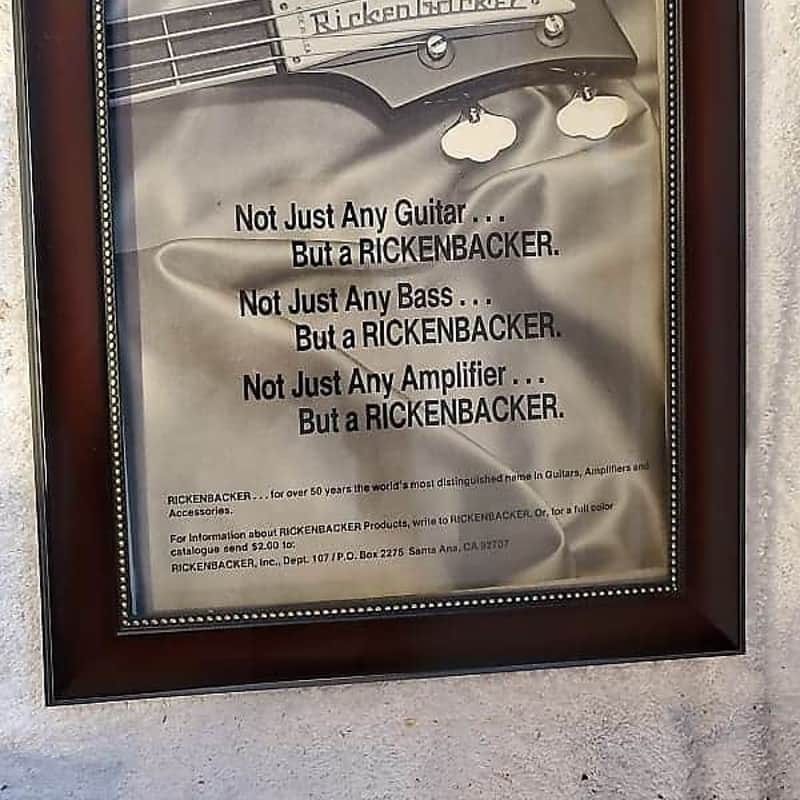 Rickenbacker
Not Just Any Guitar . . .
But a RICKENBACKER.
Not Just Any Bass . . .
But a RICKENBACKER.
Not Just Any Amplifier . . .
But a RICKENBACKER.
RICKENBACKER . . . for over 50 years the world's most distinguished name in Guitars, Amplifiers and
Accessories.
For information about RICKENBACKER Products, write to RICKENBACKER. Or, for a full color
catalogue send $2.00 to:
RICKENBACKER, Inc., Dept. 107 / P.O. Box 2275 Santa Ana, CA 92707